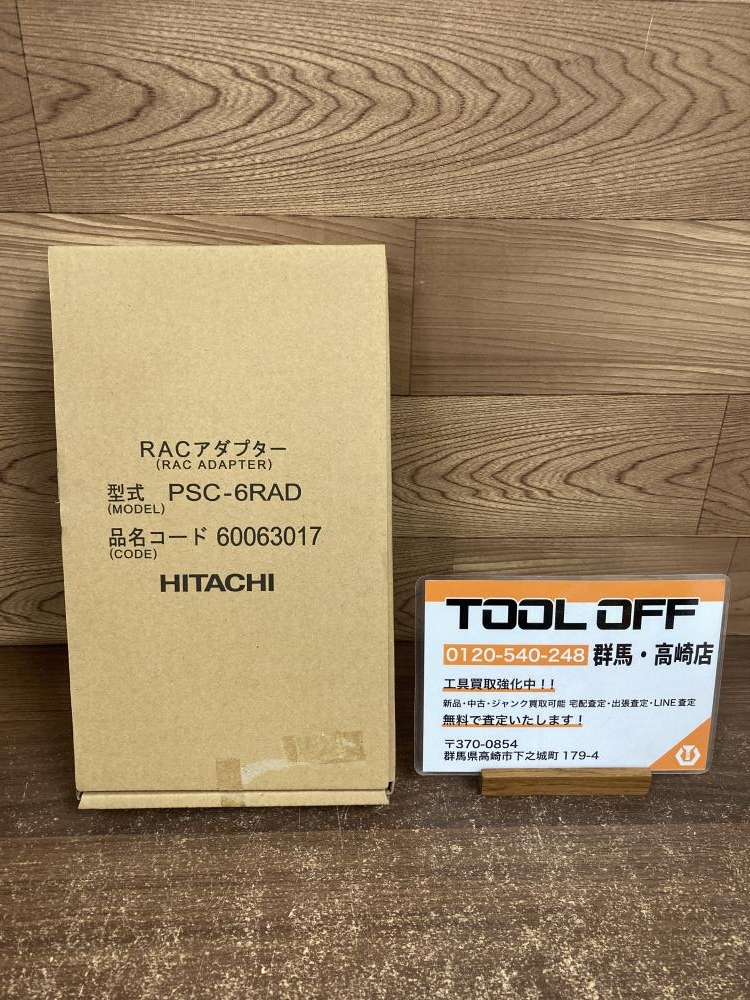 RACアダプター
(RAC ADAPTER)
型式 PSC-6RAD
(MODEL)
品名コード 60063017
(CODE)
HITACHI
TOOL OFF
0120-540-248 群馬・高崎店
工具買取強化中!!
新品・中古・ジャンク買取可能 宅配査定・出張査定・LINE査定
無料で査定いたします!
〒370-0854
群馬県高崎市下之城町 179-4